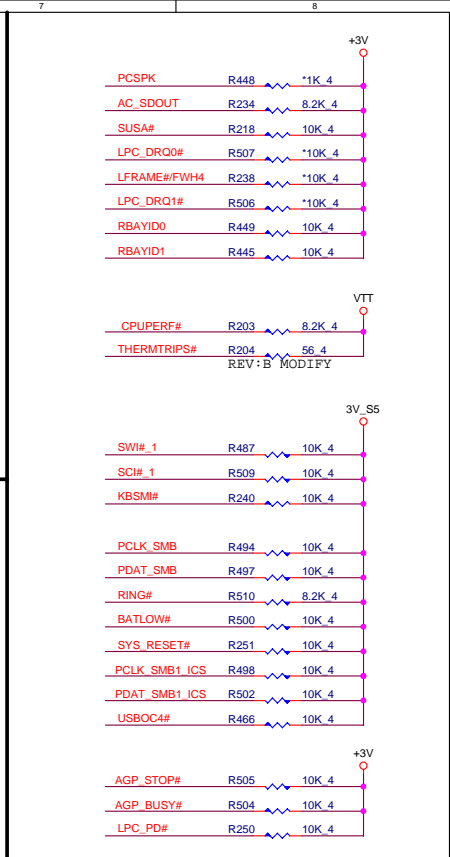 7 8
+3V
PCSPK R448 *1K_4
AC_SDOUT R234 8.2K_4
SUSA# R218 10K_4
LPC_DRQ0# R507 *10K_4
LFRAME#/FWH4 R238 *10K_4
LPC_DRQ1# R506 *10K_4
RBAYID0 R449 10K_4
RBAYID1 R445 10K_4
VTT
CPUPERF# R203 8.2K_4
THERMTRIPS# R204 56_4
REV:B MODIFY
3V_S5
SWI#_1 R487 10K_4
SCI#_1 R509 10K_4
KBSMI# R240 10K_4
PCLK_SMB R494 10K_4
PDAT_SMB R497 10K_4
RING# R510 8.2K_4
BATLOW# R500 10K_4
SYS_RESET# R251 10K_4
PCLK_SMB1_ICS R498 10K_4
PDAT_SMB1_ICS R502 10K_4
USBOC4# R466 10K_4
+3V
AGP_STOP# R505 10K_4
AGP_BUSY# R504 10K_4
LPC_PD# R250 10K_4